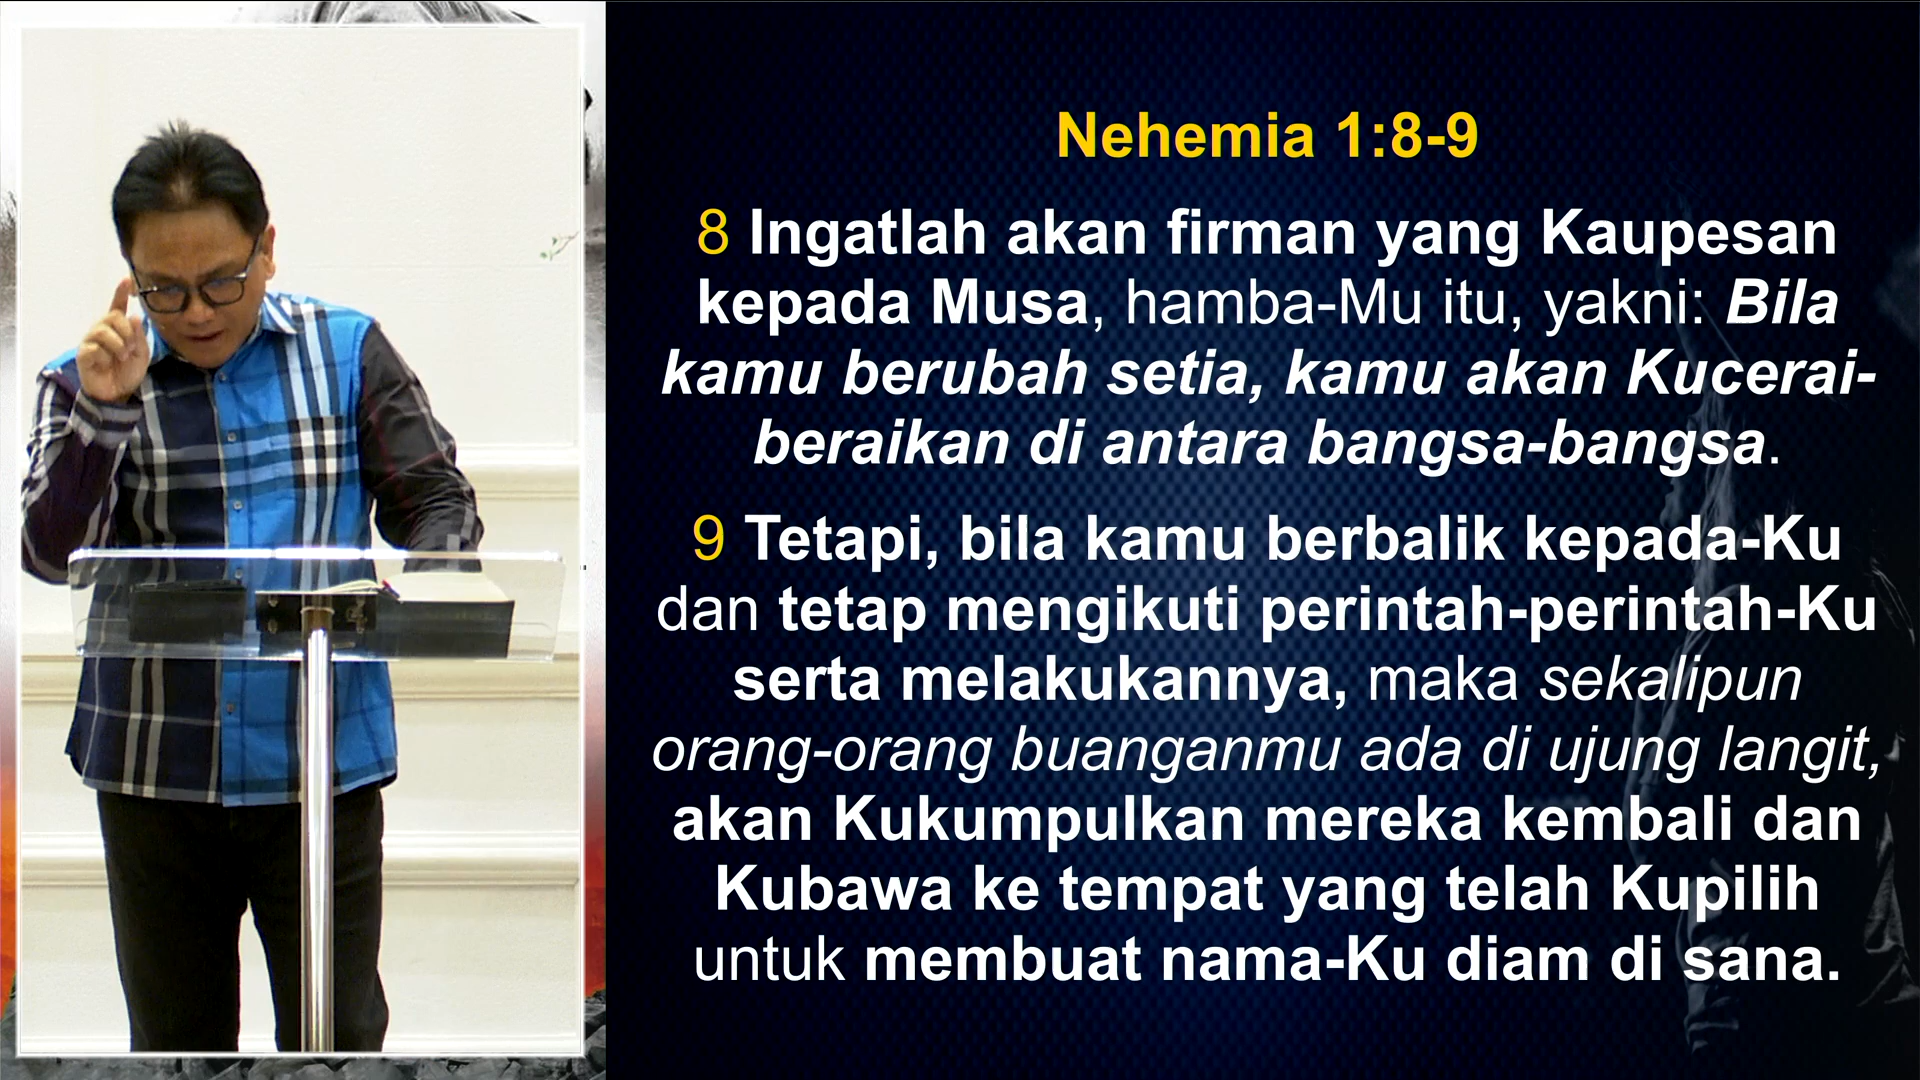 Nehemia 1:8-9
8 Ingatlah akan firman yang Kaupesan
kepada Musa, hamba-Mu itu, yakni: Bila
kamu berubah setia, kamu akan Kucerai-
beraikan di antara bangsa-bangsa.
9 Tetapi, bila kamu berbalik kepada-Ku
dan tetap mengikuti perintah-perintah-Ku
serta melakukannya, maka sekalipun
orang-orang buanganmu ada di ujung langit,
akan Kukumpulkan mereka kembali dan
Kubawa ke tempat yang telah Kupilih
untuk membuat nama-Ku diam di sana.